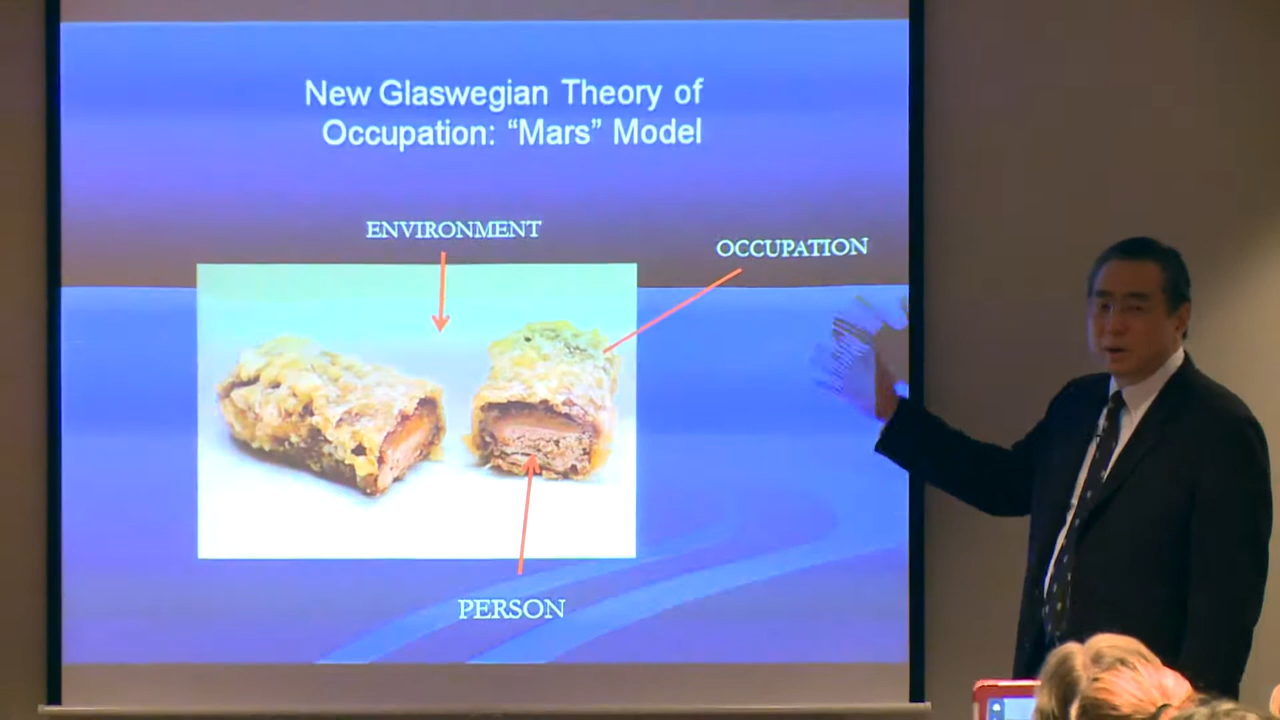 New Glaswegian Theory of
Occupation: “Mars” Model
ENVIRONMENT
OCCUPATION
PERSON